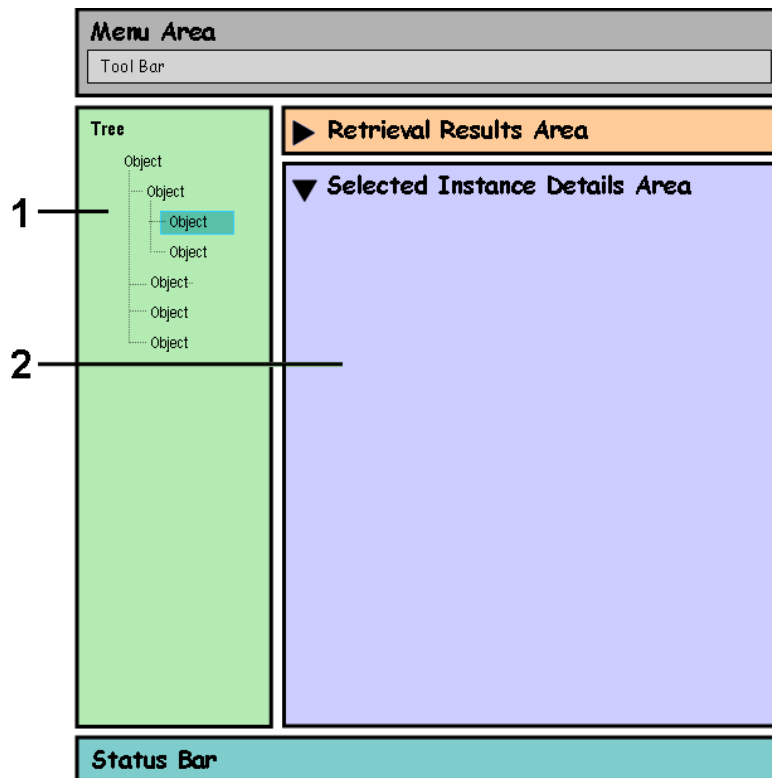 Menu Area
Tool Bar
Tree
Object
Object
Object
Object
Object
Object
Object
1
2
Retrieval Results Area
Selected Instance Details Area
Status Bar